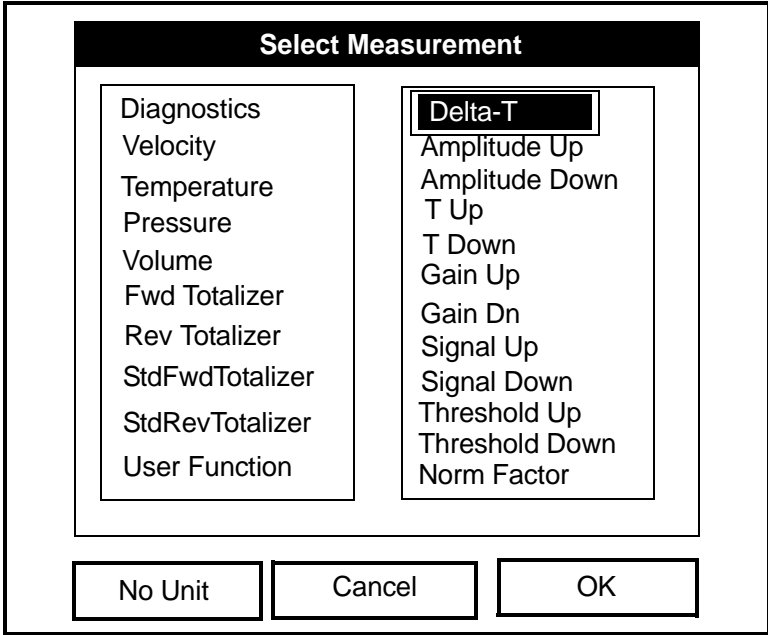 Select Measurement
Diagnostics
Velocity
Temperature
Pressure
Volume
Fwd Totalizer
Rev Totalizer
StdFwdTotalizer
StdRevTotalizer
User Function
Delta-T
Amplitude Up
Amplitude Down
T Up
T Down
Gain Up
Gain Dn
Signal Up
Signal Down
Threshold Up
Threshold Down
Norm Factor
No Unit
Cancel
OK